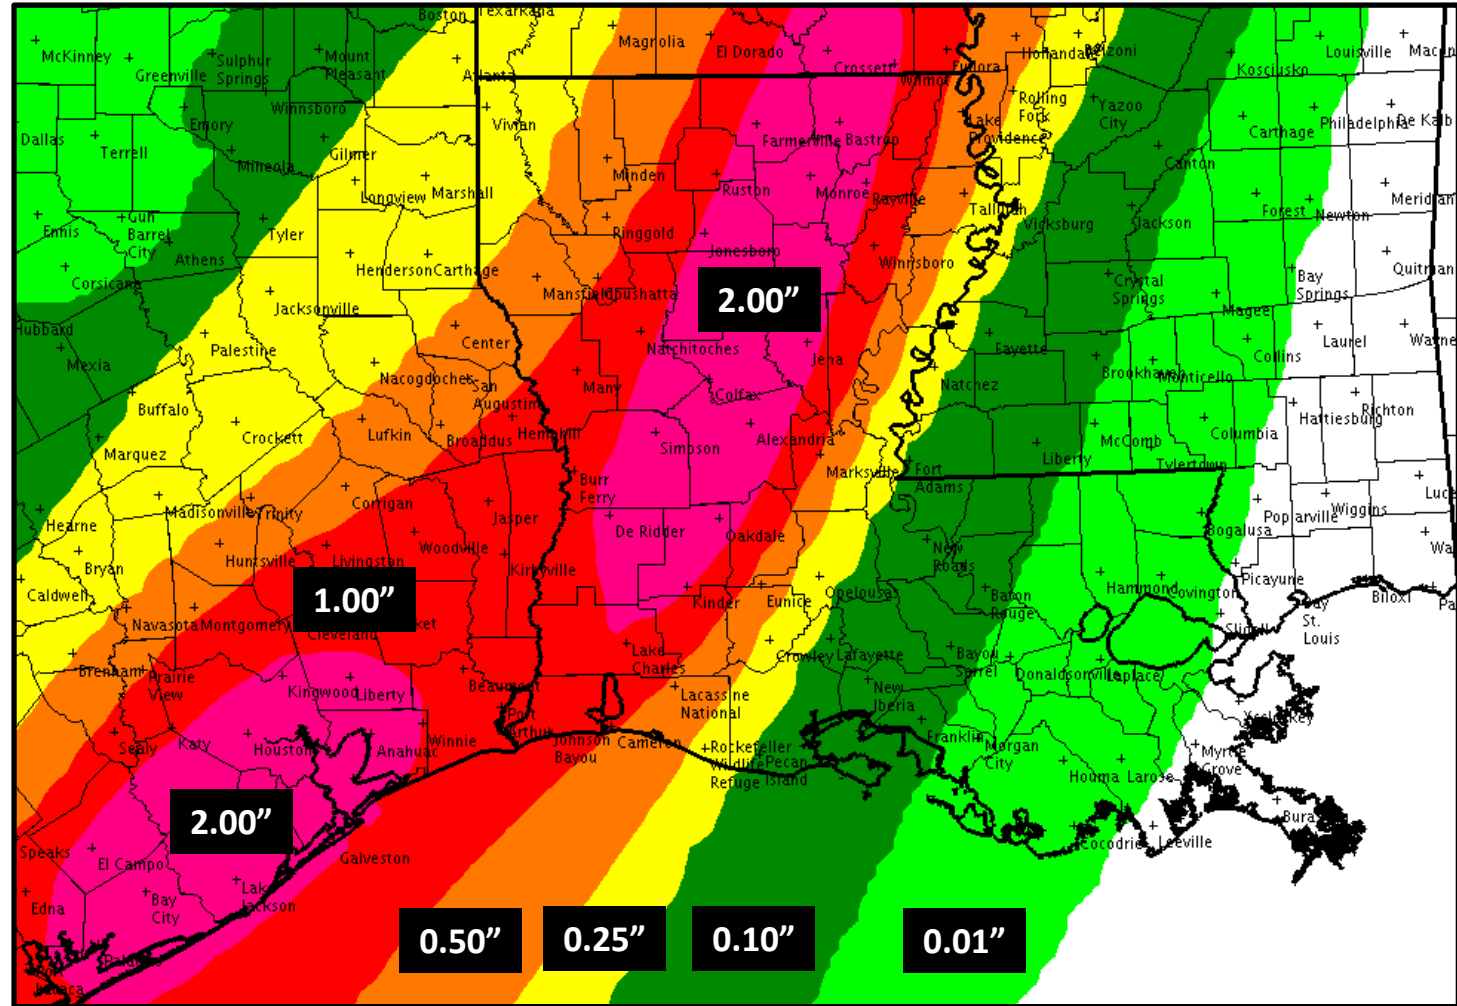 Boston
Texarkana
McKinney
Greenville
Sulphur
Springs
Mount
Pleasant
Atlanta
Magnolia
El Dorado
Crossett
Wilmot
Eudora
Hollandale
Belzoni
Louisville
Macon
Kosciusko
Winnsboro
Emory
Vivian
Rolling
Fork
Yazoo
City
Lake
Providence
Carthage
Philadelphia
De Kalb
Dallas
Terrell
Mineola
Gilmer
Farmerville
Bastrop
Canton
Longview
Marshall
Minden
Ruston
Monroe
Rayville
Tallulah
Vicksburg
Jackson
Forest
Newton
Meridian
Ennis
Gun
Barrel
City
Tyler
Athens
Ringgold
Jonesboro
Winnsboro
Corsicana
Henderson
Carthage
Mansfield
Coushatta
Crystal
Springs
Bay
Springs
Quitman
Jacksonville
Magee
2.00”
Hubbard
Mexia
Palestine
Center
Natchitoches
Jena
Fayette
Collins
Laurel
Wayne
Nacogdoches
San
Augustine
Many
Colfax
Natchez
Brookhaven
Monticello
Buffalo
Crockett
Lufkin
Broaddus
Hemphill
Simpson
Alexandria
McComb
Columbia
Hattiesburg
Richton
Marquez
Marksville
Fort
Adams
Liberty
Tylertown
Burr
Ferry
Hearne
Madisonville
Trinity
Corrigan
Jasper
De Ridder
Oakdale
Bogalusa
Poplarville
Wiggins
Luce
Bryan
Huntsville
Livingston
Woodville
Kirbyville
New
Roads
Wa
Caldwell
1.00”
Kinder
Eunice
Opelousas
Baton
Rouge
Hammond
Covington
Picayune
Slidell
Bay
St.
Louis
Biloxi
Pa
Navasota
Montgomery
Cleveland
Brenham
Prairie
View
Kingwood
Liberty
Beaumont
Lake
Charles
Crowley
Lafayette
Bayou
Sorrel
Donaldsonville
Laplace
Port
Arthur
Lacassine
National
New
Iberia
Sealy
Katy
Houston
Anahuac
Winnie
Johnson
Bayou
Cameron
Rockefeller
Wildlife
Refuge
Pecan
Island
Franklin
Morgan
City
Houma
Larose
Myrtle
Grove
2.00”
Speaks
El Campo
Galveston
Cocodrie
Leeville
Buras
Edna
Bay
City
Lake
Jackson
0.50”
0.25”
0.10”
0.01”